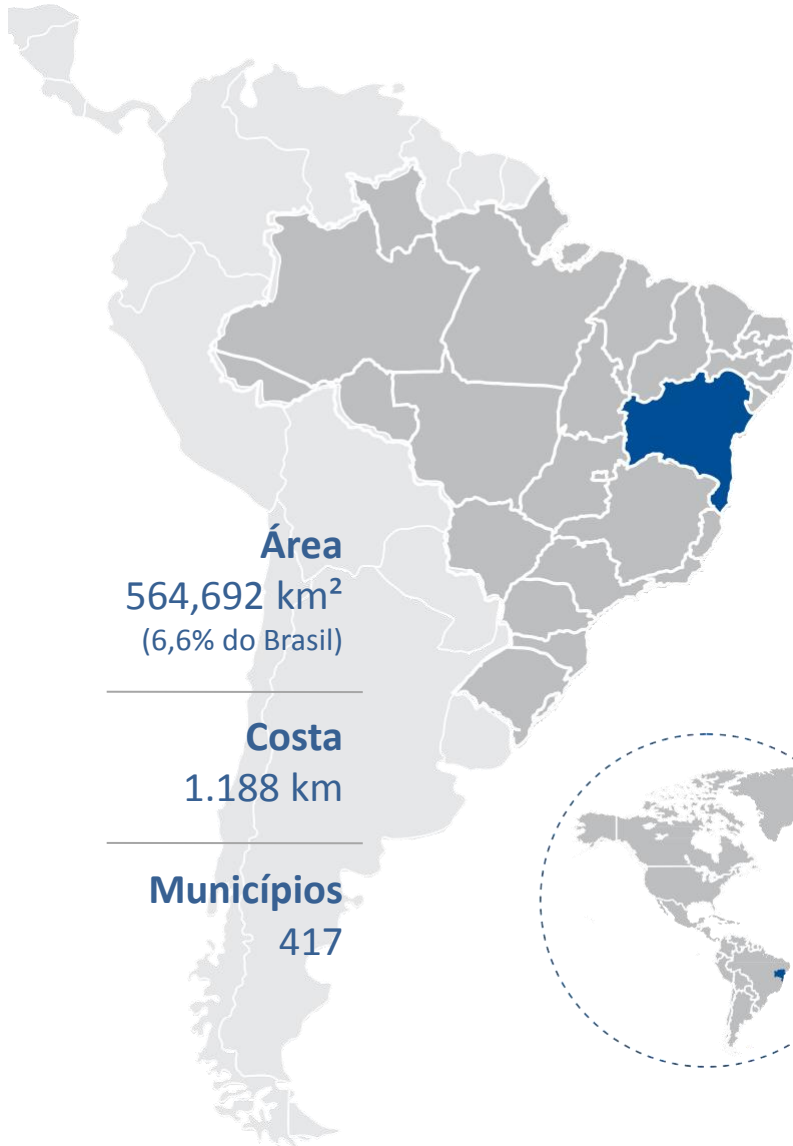 Área
564,692 km²
(6,6% do Brasil)
Costa
1.188 km
Municípios
417